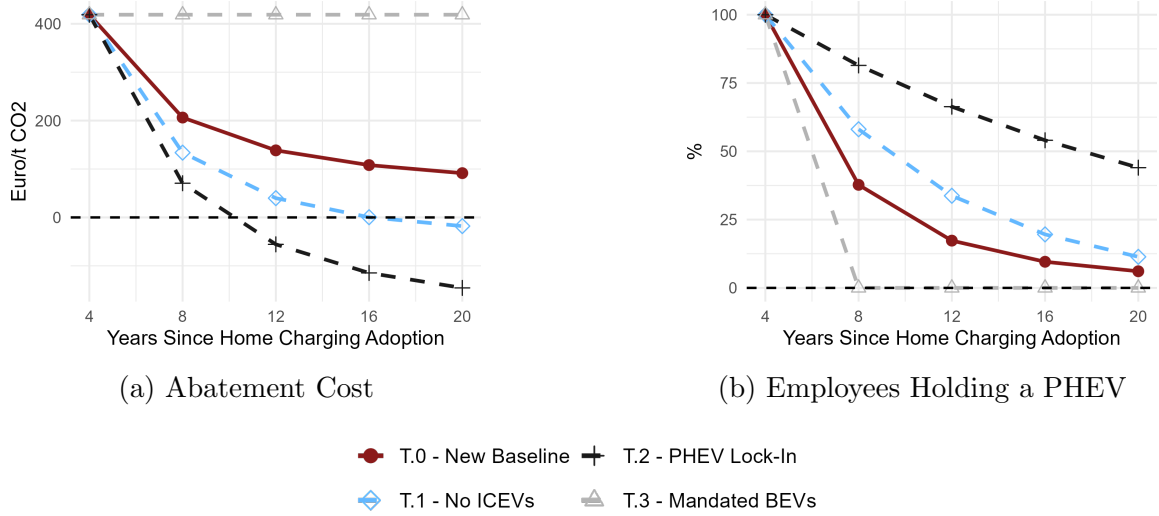 400
200
0
Euro/t CO2
4 8 12 16 20
Years Since Home Charging Adoption
(a) Abatement Cost
100
75
50
25
0
%
4 8 12 16 20
Years Since Home Charging Adoption
(b) Employees Holding a PHEV
T.0 - New Baseline
T.2 - PHEV Lock-In
T.1 - No ICEVs
T.3 - Mandated BEVs